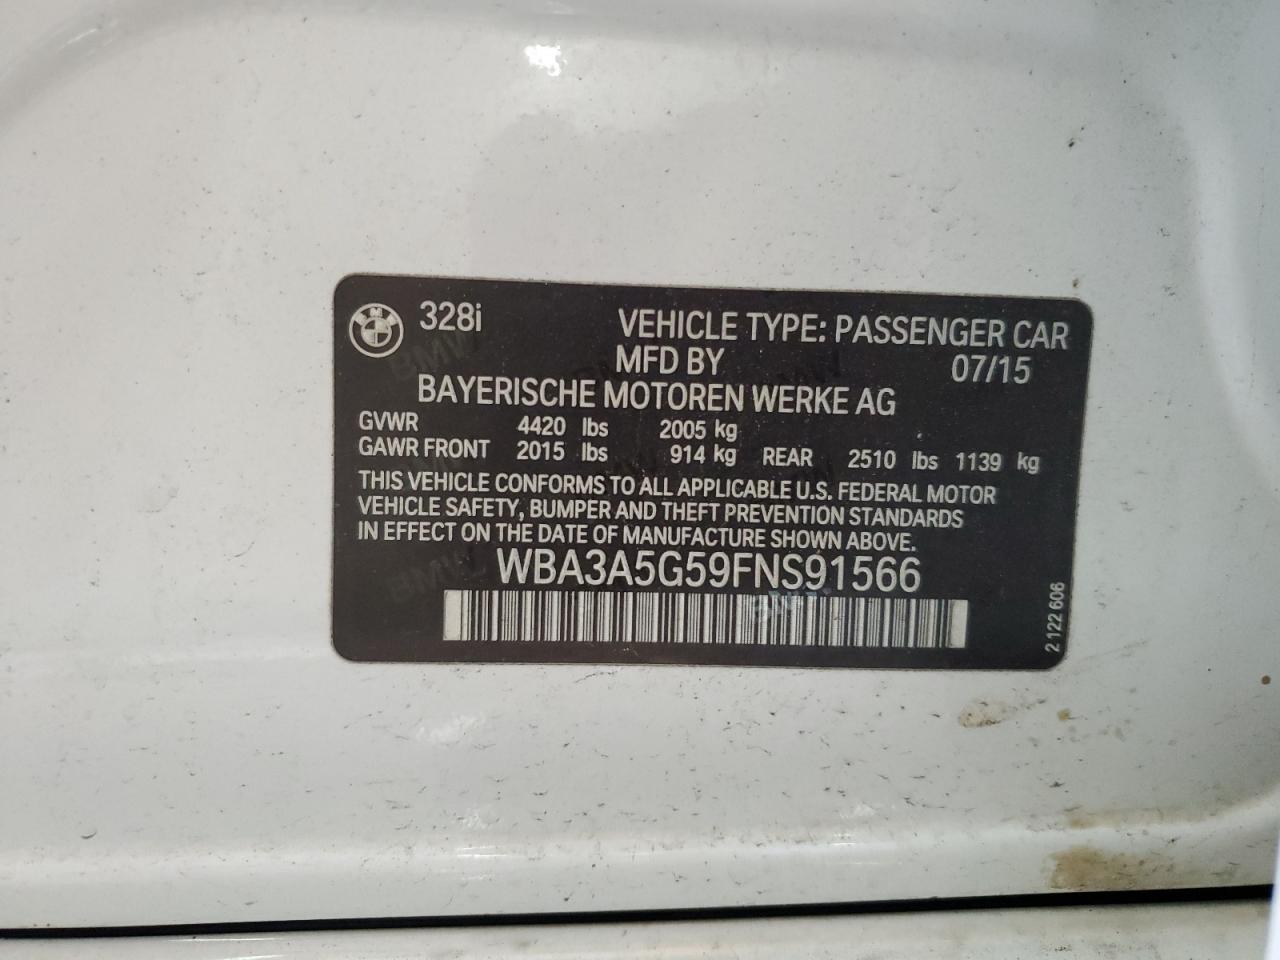 BMW 328i VEHICLE TYPE: PASSENGER CAR
MFD BY 07/15
BAYERISCHE MOTOREN WERKE AG
GVWR 4420 lbs 2005 kg
GAWR FRONT 2015 lbs 914 kg REAR 2510 lbs 1139 kg
THIS VEHICLE CONFORMS TO ALL APPLICABLE U.S. FEDERAL MOTOR
VEHICLE SAFETY, BUMPER AND THEFT PREVENTION STANDARDS
IN EFFECT ON THE DATE OF MANUFACTURE SHOWN ABOVE.
WBA3A5G59FNS91566
2 122 606